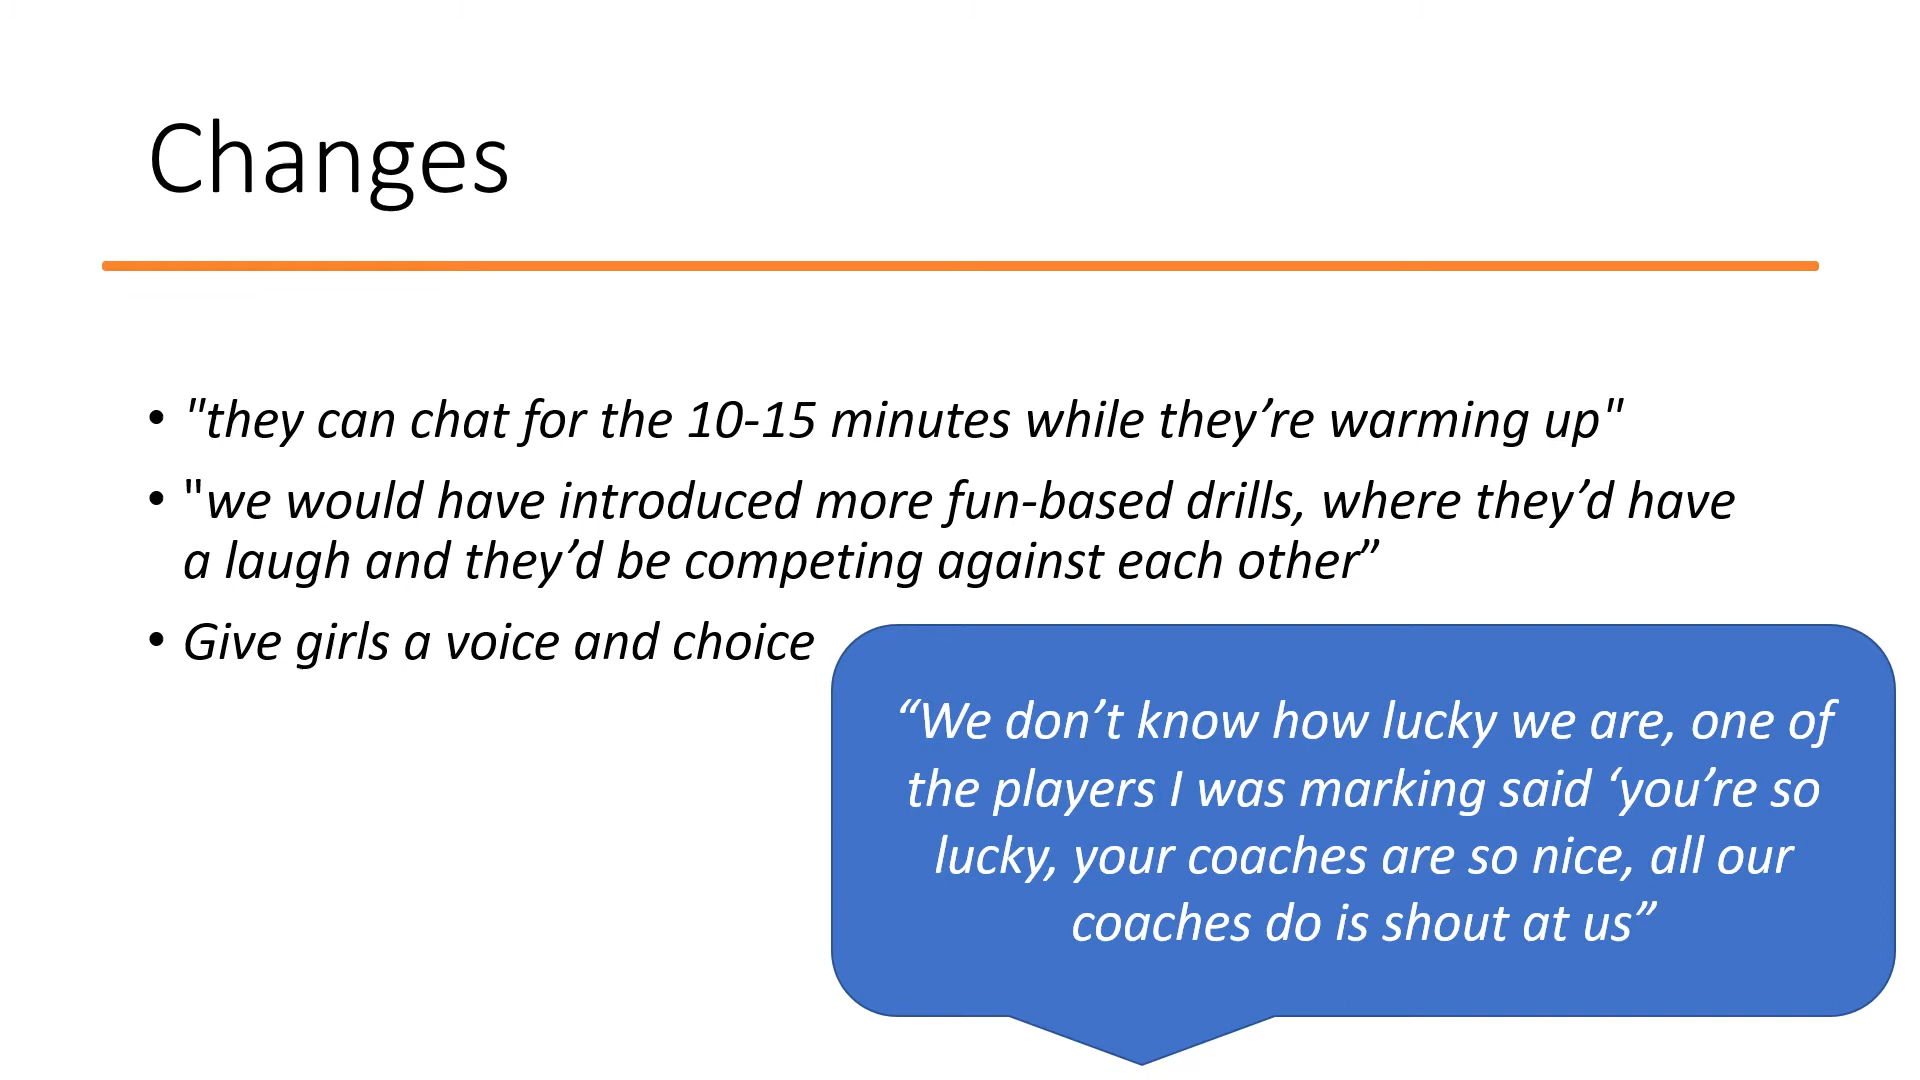 Changes
• "they can chat for the 10-15 minutes while they’re warming up"
• "we would have introduced more fun-based drills, where they’d have
a laugh and they’d be competing against each other”
• Give girls a voice and choice
“We don’t know how lucky we are, one of
the players I was marking said ‘you’re so
lucky, your coaches are so nice, all our
coaches do is shout at us”